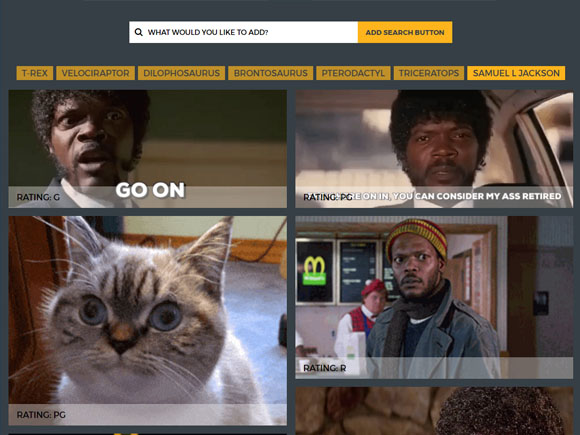 WHAT WOULD YOU LIKE TO ADD?
ADD SEARCH BUTTON
T-REX
VELOCIRAPTOR
DILOPHOSAURUS
BRONTOSAURUS
PTERODACTYL
TRICERATOPS
SAMUEL L JACKSON
GO ON
RATING: G
ON IN, YOU CAN CONSIDER MY ASS RETIRED
RATING: PG
RATING: R
RATING: PG